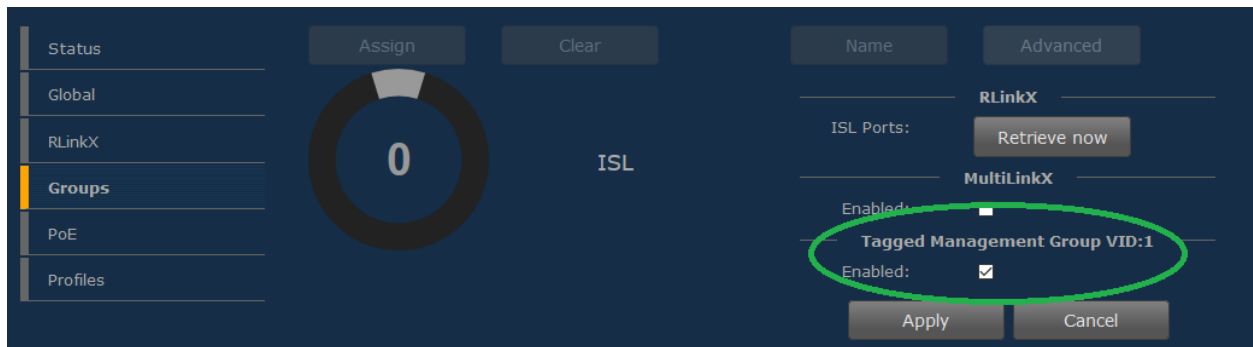 Status
Global
RLinkX
Groups
PoE
Profiles
Assign
Clear
0
ISL
Name
Advanced
RLinkX
ISL Ports:
Retrieve now
MultiLinkX
Enabled:
Tagged Management Group VID:1
Enabled:
Apply
Cancel